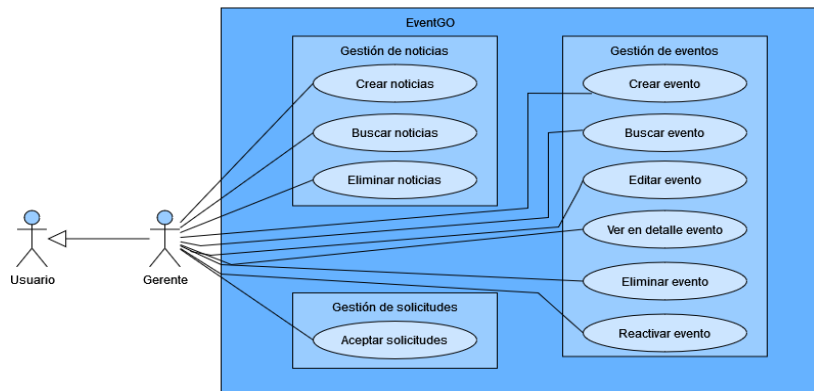 EventGO
Gestión de noticias
Crear noticias
Buscar noticias
Eliminar noticias
Gestión de eventos
Crear evento
Buscar evento
Editar evento
Ver en detalle evento
Eliminar evento
Reactivar evento
Usuario
Gerente
Gestión de solicitudes
Aceptar solicitudes